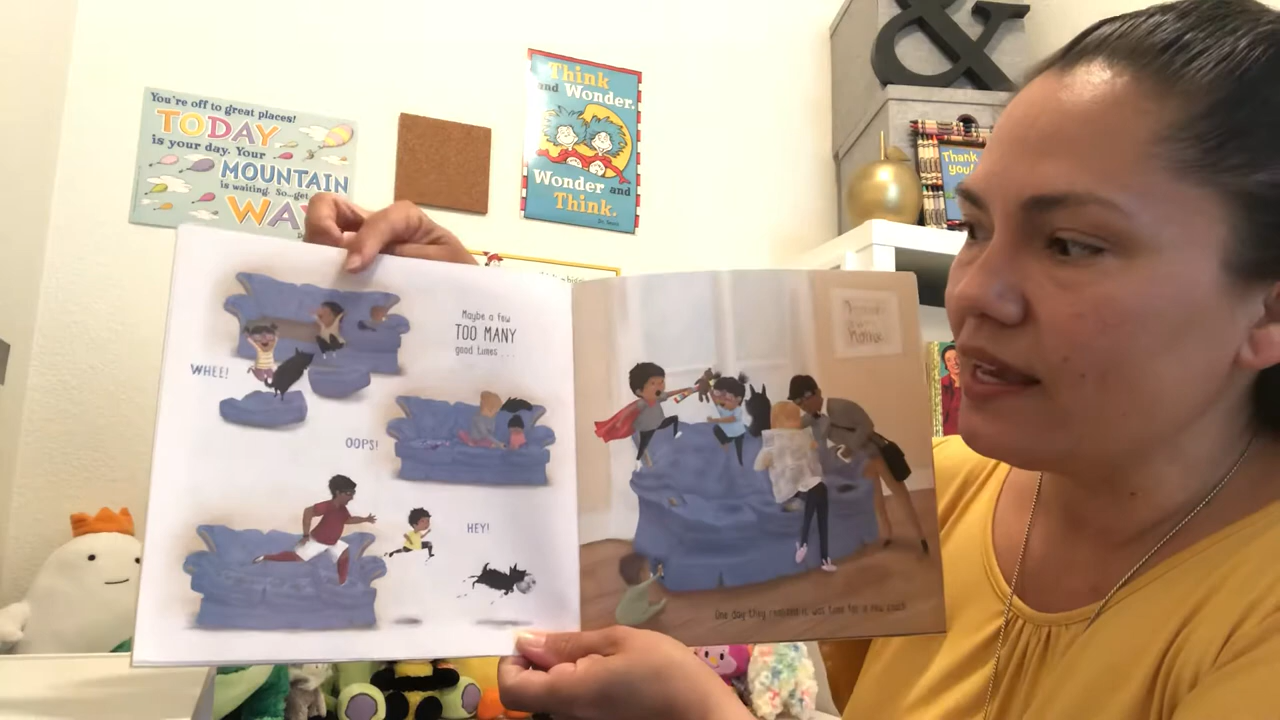 You're off to great places!
TODAY
is your day. Your
MOUNTAIN
is waiting. So...get
WAY
Think
and Wonder.
Wonder and
Think.
Dr. Seuss
Thank
you!
Maybe a few
TOO MANY
good times . . .
WHEE!
OOPS!
HEY!
One day they realized it was time for a new couch.